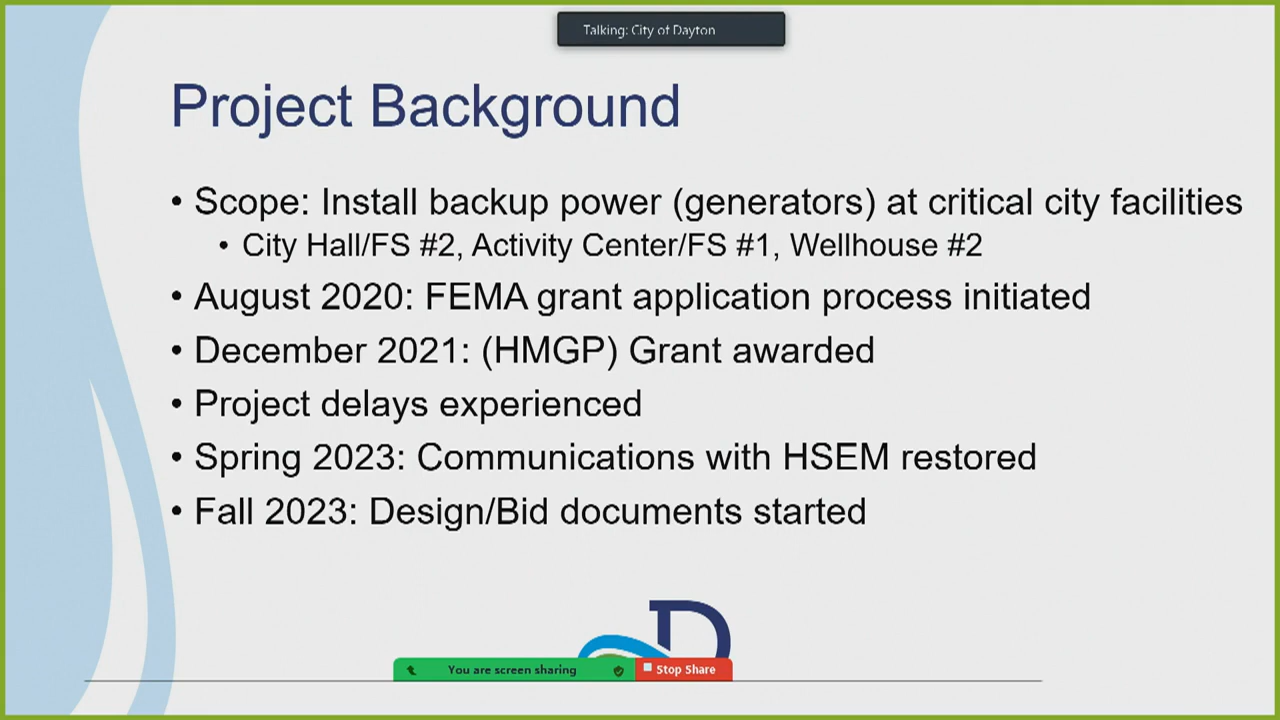 Talking: City of Dayton
Project Background
• Scope: Install backup power (generators) at critical city facilities
• City Hall/FS #2, Activity Center/FS #1, Wellhouse #2
• August 2020: FEMA grant application process initiated
• December 2021: (HMGP) Grant awarded
• Project delays experienced
• Spring 2023: Communications with HSEM restored
• Fall 2023: Design/Bid documents started
D
You are screen sharing Stop Share